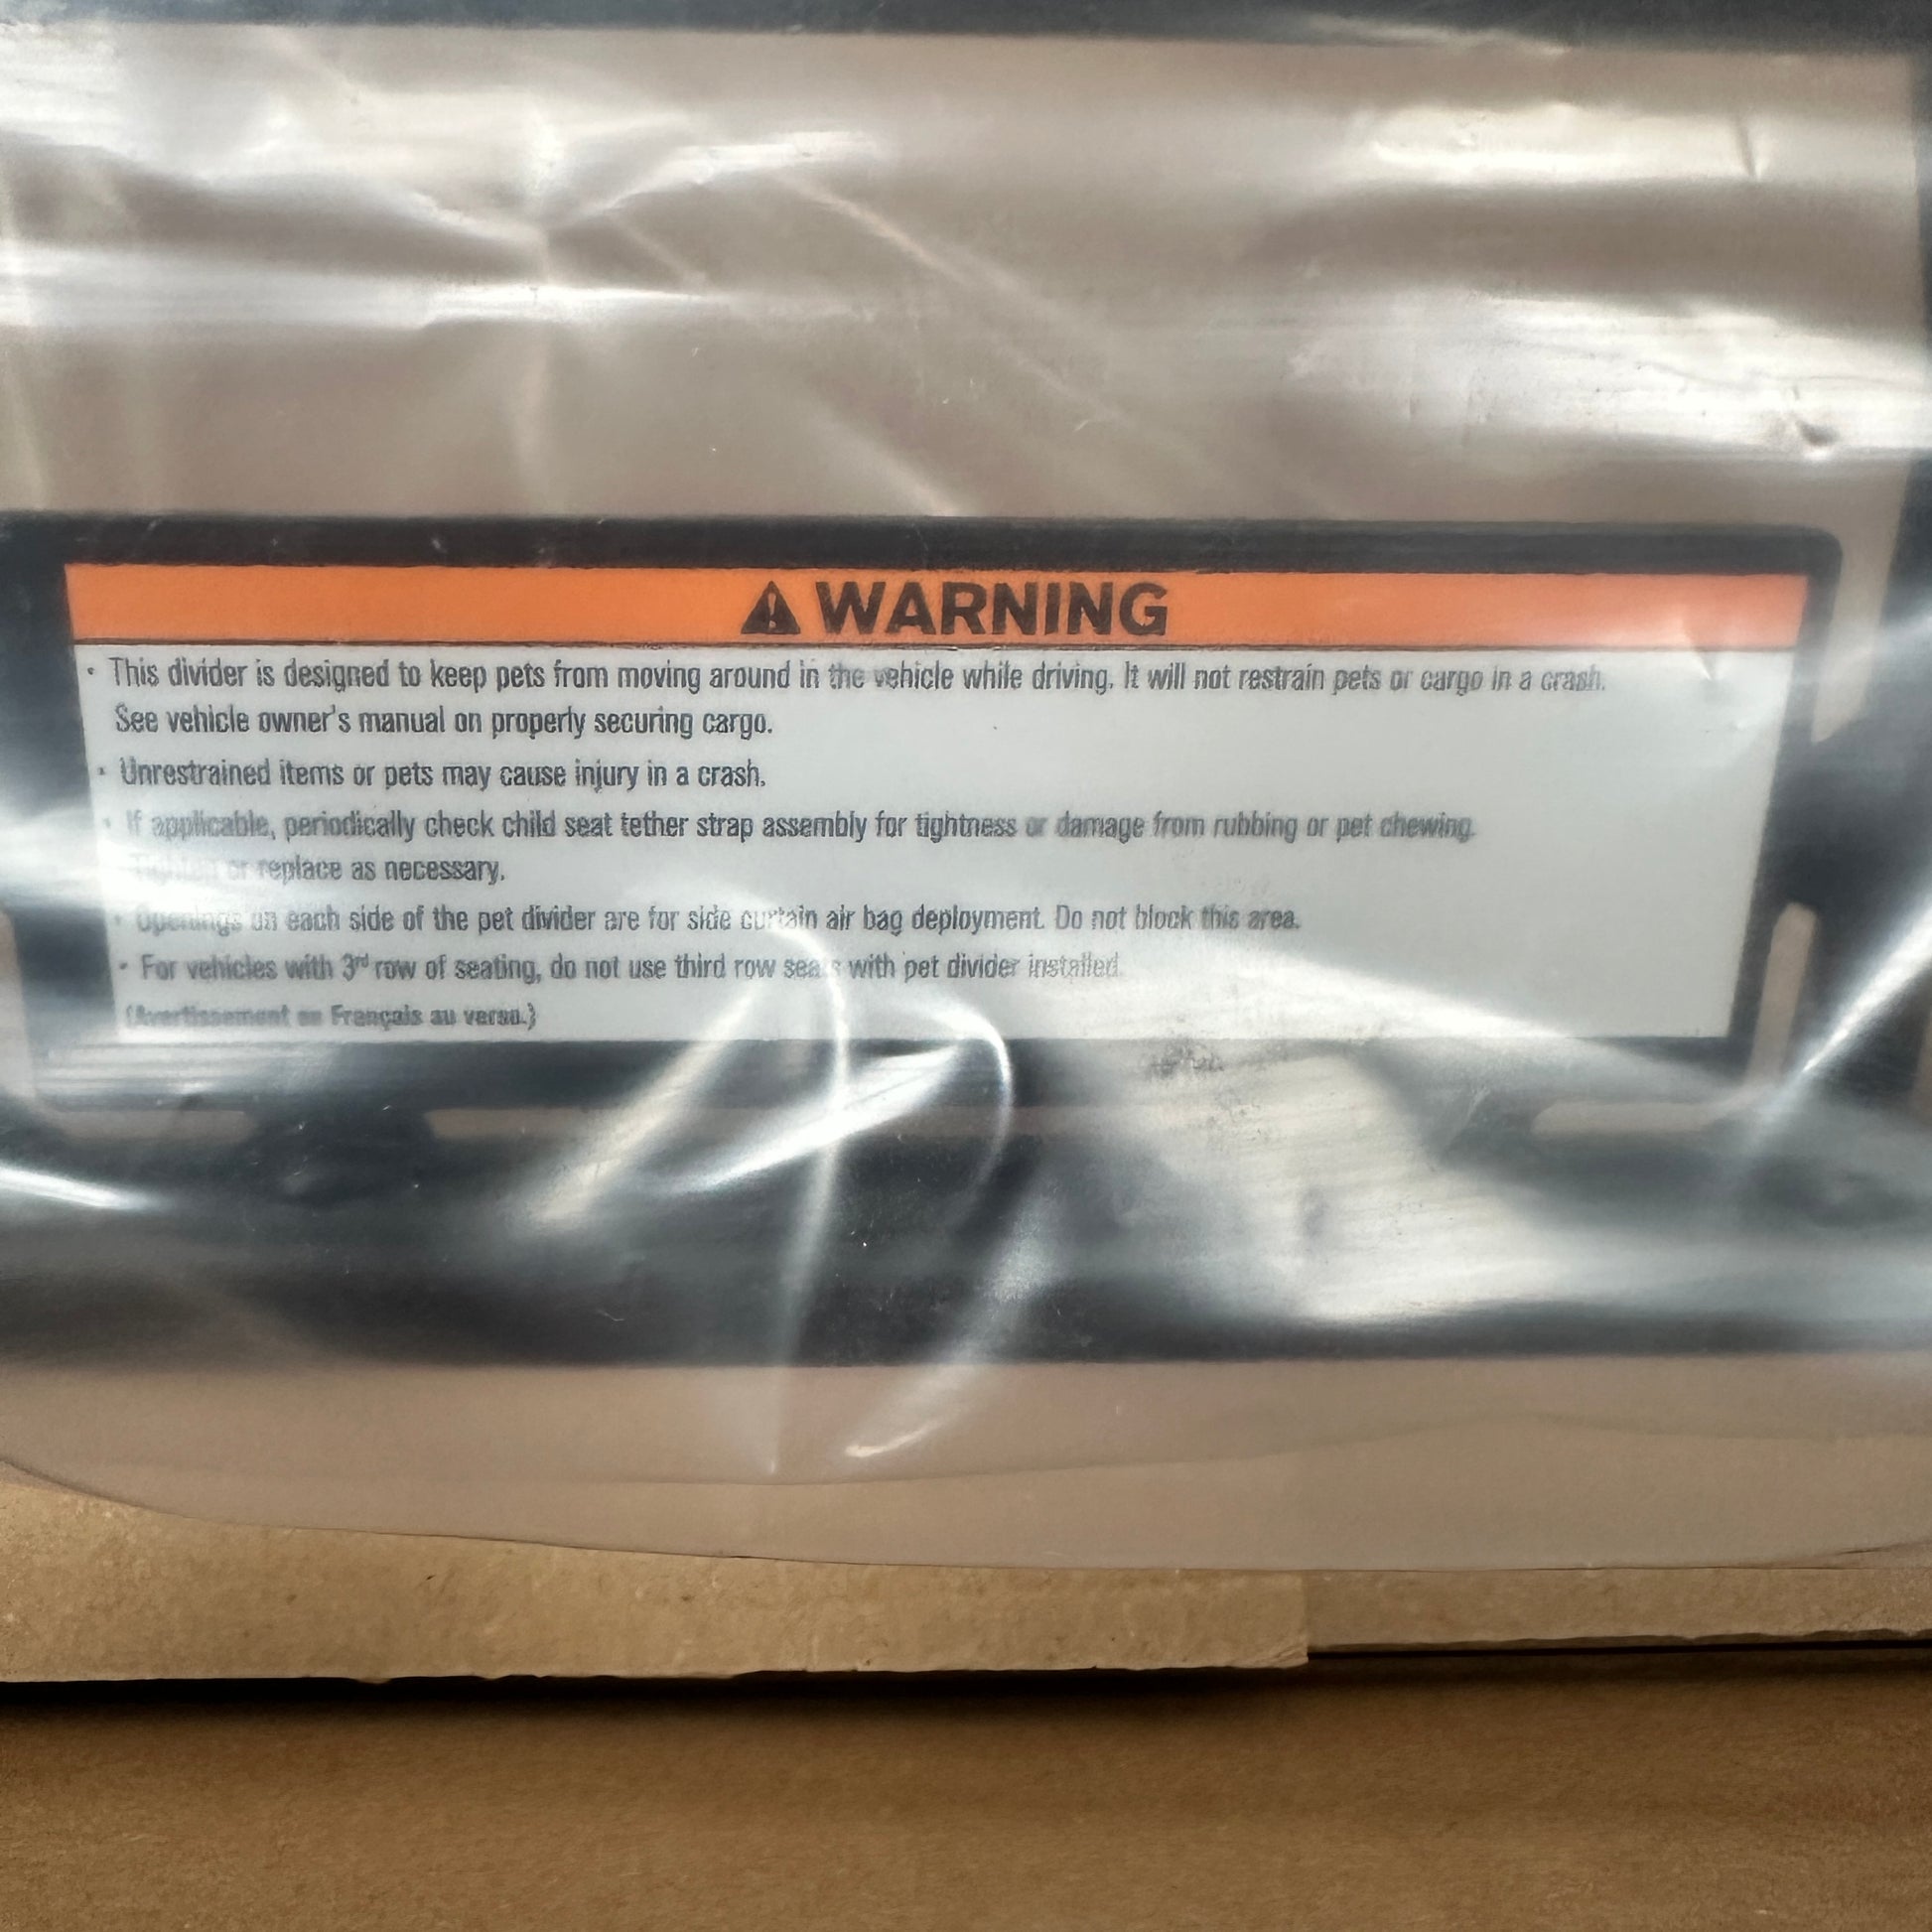 WARNING
• This divider is designed to keep pets from moving around in the vehicle while driving. It will not restrain pets or cargo in a crash.
See vehicle owner's manual on properly securing cargo.
• Unrestrained items or pets may cause injury in a crash.
• If applicable, periodically check child seat tether strap assembly for tightness or damage from rubbing or pet chewing.
Tighten or replace as necessary.
• Openings on each side of the pet divider are for side curtain air bag deployment. Do not block this area.
• For vehicles with 3rd row of seating, do not use third row seats with pet divider installed.
(Avertissement en Français au verso.)